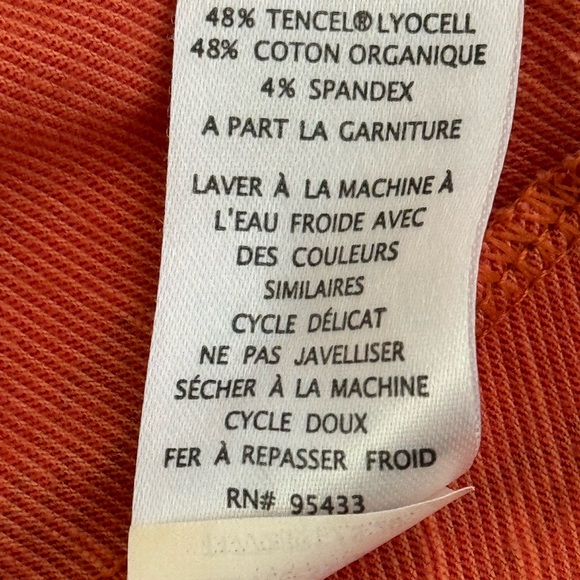 48% TENCEL® LYOCELL
48% COTON ORGANIQUE
4% SPANDEX
A PART LA GARNITURE
LAVER À LA MACHINE À
L'EAU FROIDE AVEC
DES COULEURS
SIMILAIRES
CYCLE DÉLICAT
NE PAS JAVELLISER
SÉCHER À LA MACHINE
CYCLE DOUX
FER À REPASSER FROID
RN# 95433